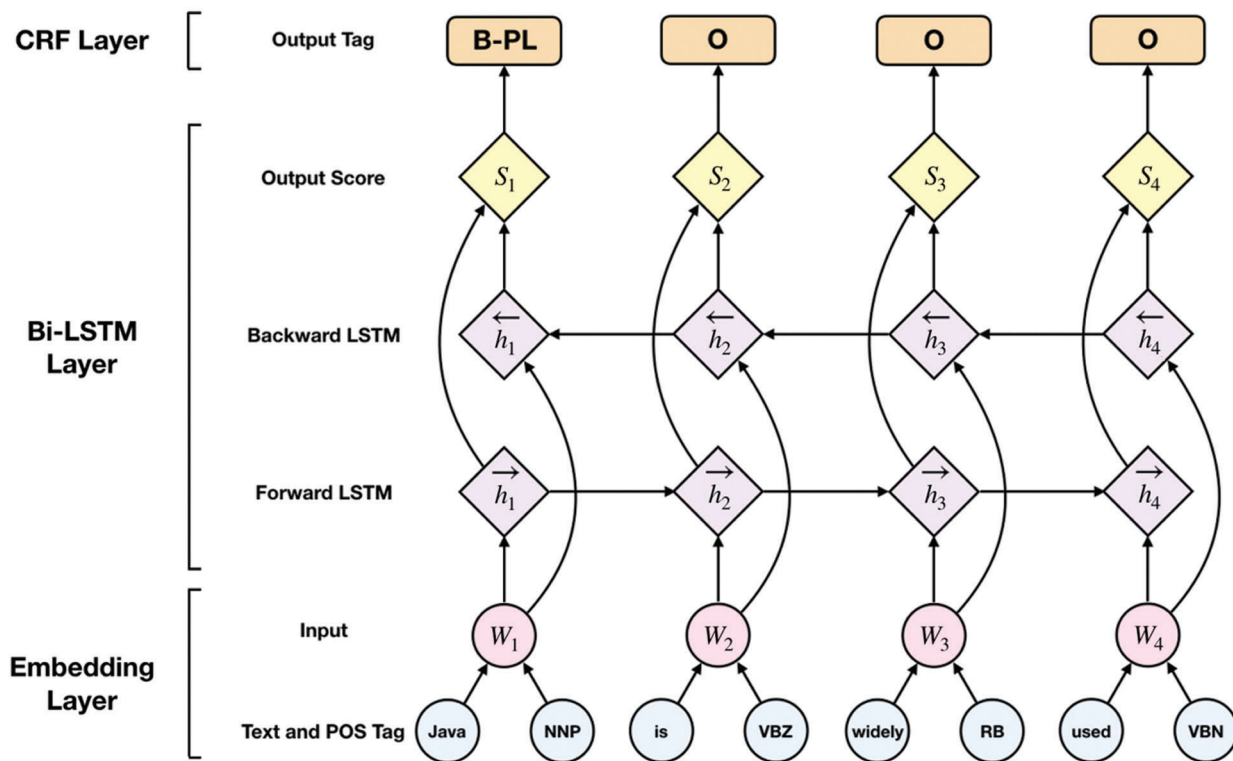 CRF Layer
Output Tag
B-PL O O O
Output Score
S₁ S₂ S₃ S₄
Bi-LSTM
Layer
Backward LSTM
←h₁ ←h₂ ←h₃ ←h₄
Forward LSTM
→h₁ →h₂ →h₃ →h₄
Input
W₁ W₂ W₃ W₄
Embedding
Layer
Text and POS Tag
Java NNP is VBZ widely RB used VBN